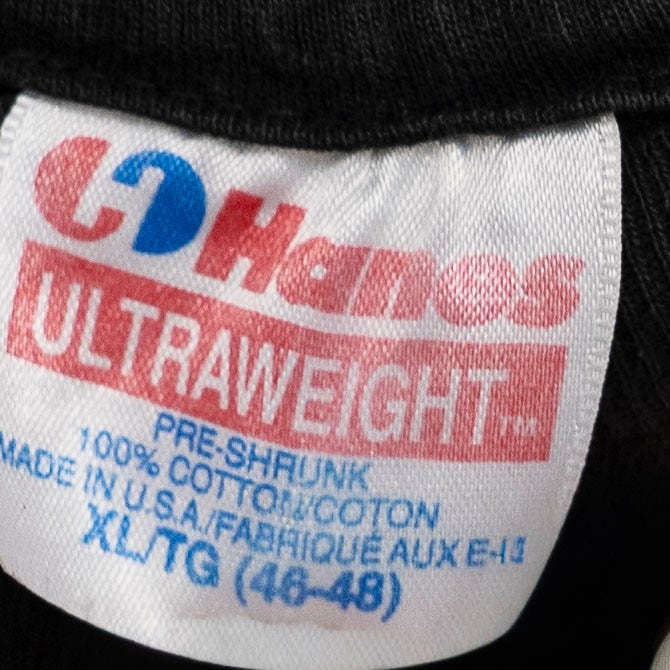 Hanes
ULTRAWEIGHT™
PRE-SHRUNK
100% COTTON/COTON
MADE IN U.S.A./FABRIQUÉ AUX E-U
XL/TG (46-48)